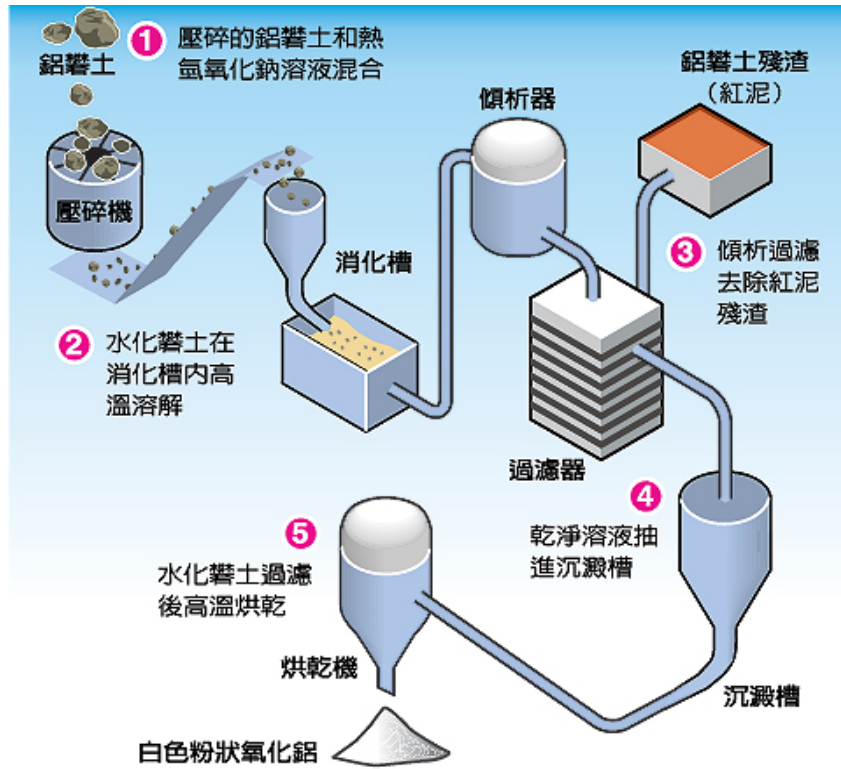 鋁礬土
1 壓碎的鋁礬土和熱
氫氧化鈉溶液混合
壓碎機
2 水化礬土在
消化槽內高
溫溶解
消化槽
傾析器
鋁礬土殘渣
（紅泥）
3 傾析過濾
去除紅泥
殘渣
過濾器
4
乾淨溶液抽
進沉澱槽
沉澱槽
5
水化礬土過濾
後高溫烘乾
烘乾機
白色粉狀氧化鋁